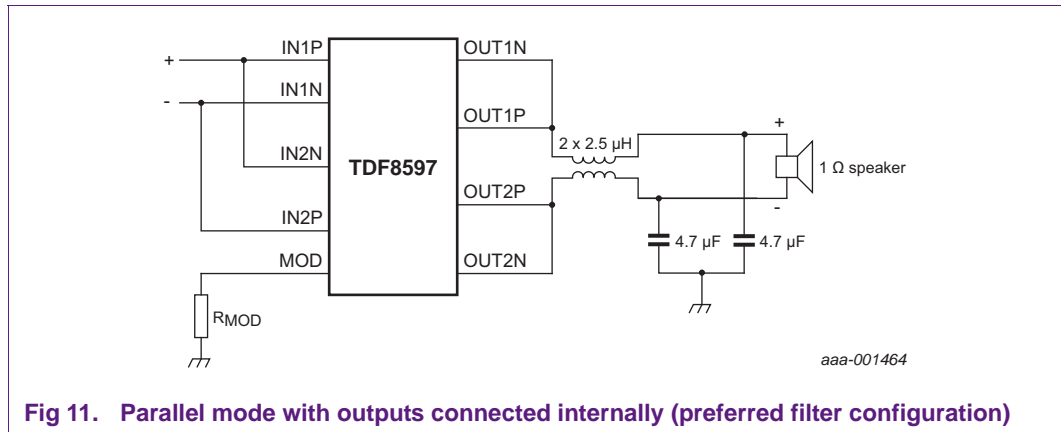 IN1P
OUT1N
+
IN1N
-
OUT1P
2 x 2.5 μH
+
1 Ω speaker
IN2N
TDF8597
OUT2P
-
IN2P
4.7 μF
4.7 μF
MOD
OUT2N
RMOD
aaa-001464
Fig 11. Parallel mode with outputs connected internally (preferred filter configuration)